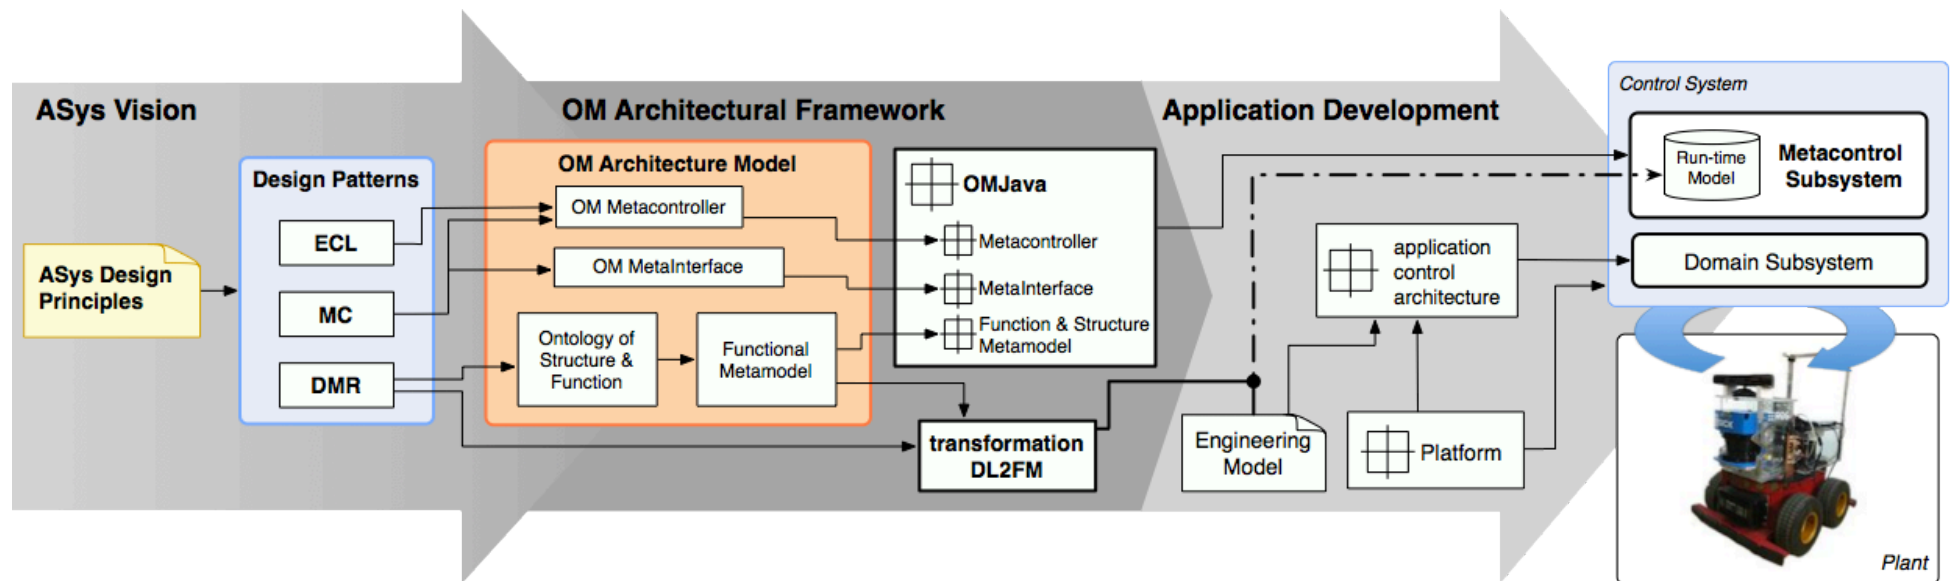 ASys Vision
OM Architectural Framework
Application Development
ASys Design
Principles
Design Patterns
ECL
MC
DMR
OM Architecture Model
OM Metacontroller
OM MetaInterface
Ontology of
Structure &
Function
Functional
Metamodel
OMJava
Metacontroller
MetaInterface
Function & Structure
Metamodel
transformation
DL2FM
Engineering
Model
application
control
architecture
Platform
Control System
Run-time
Model
Metacontrol
Subsystem
Domain Subsystem
Plant